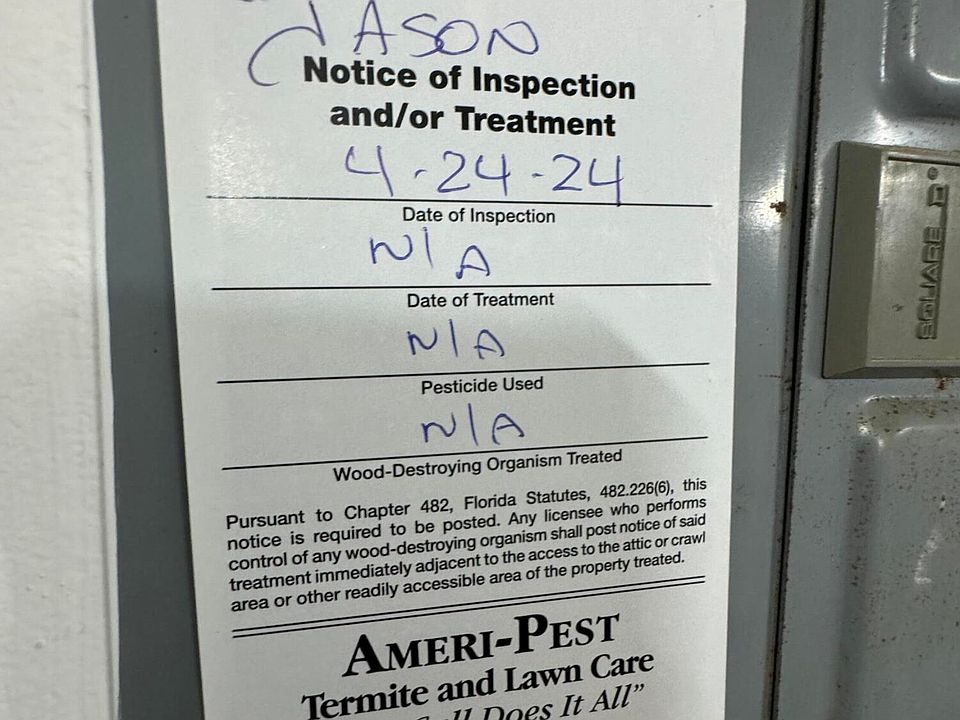 JASON
Notice of Inspection
and/or Treatment
4-24-24
Date of Inspection
N/A
Date of Treatment
N/A
Pesticide Used
N/A
Wood-Destroying Organism Treated
Pursuant to Chapter 482, Florida Statutes, 482.226(6), this
notice is required to be posted. Any licensee who performs
control of any wood-destroying organism shall post notice of said
treatment immediately adjacent to the access to the attic or crawl
area or other readily accessible area of the property treated.
AMERI-PEST
Termite and Lawn Care
Does It All”
SQUARE D®